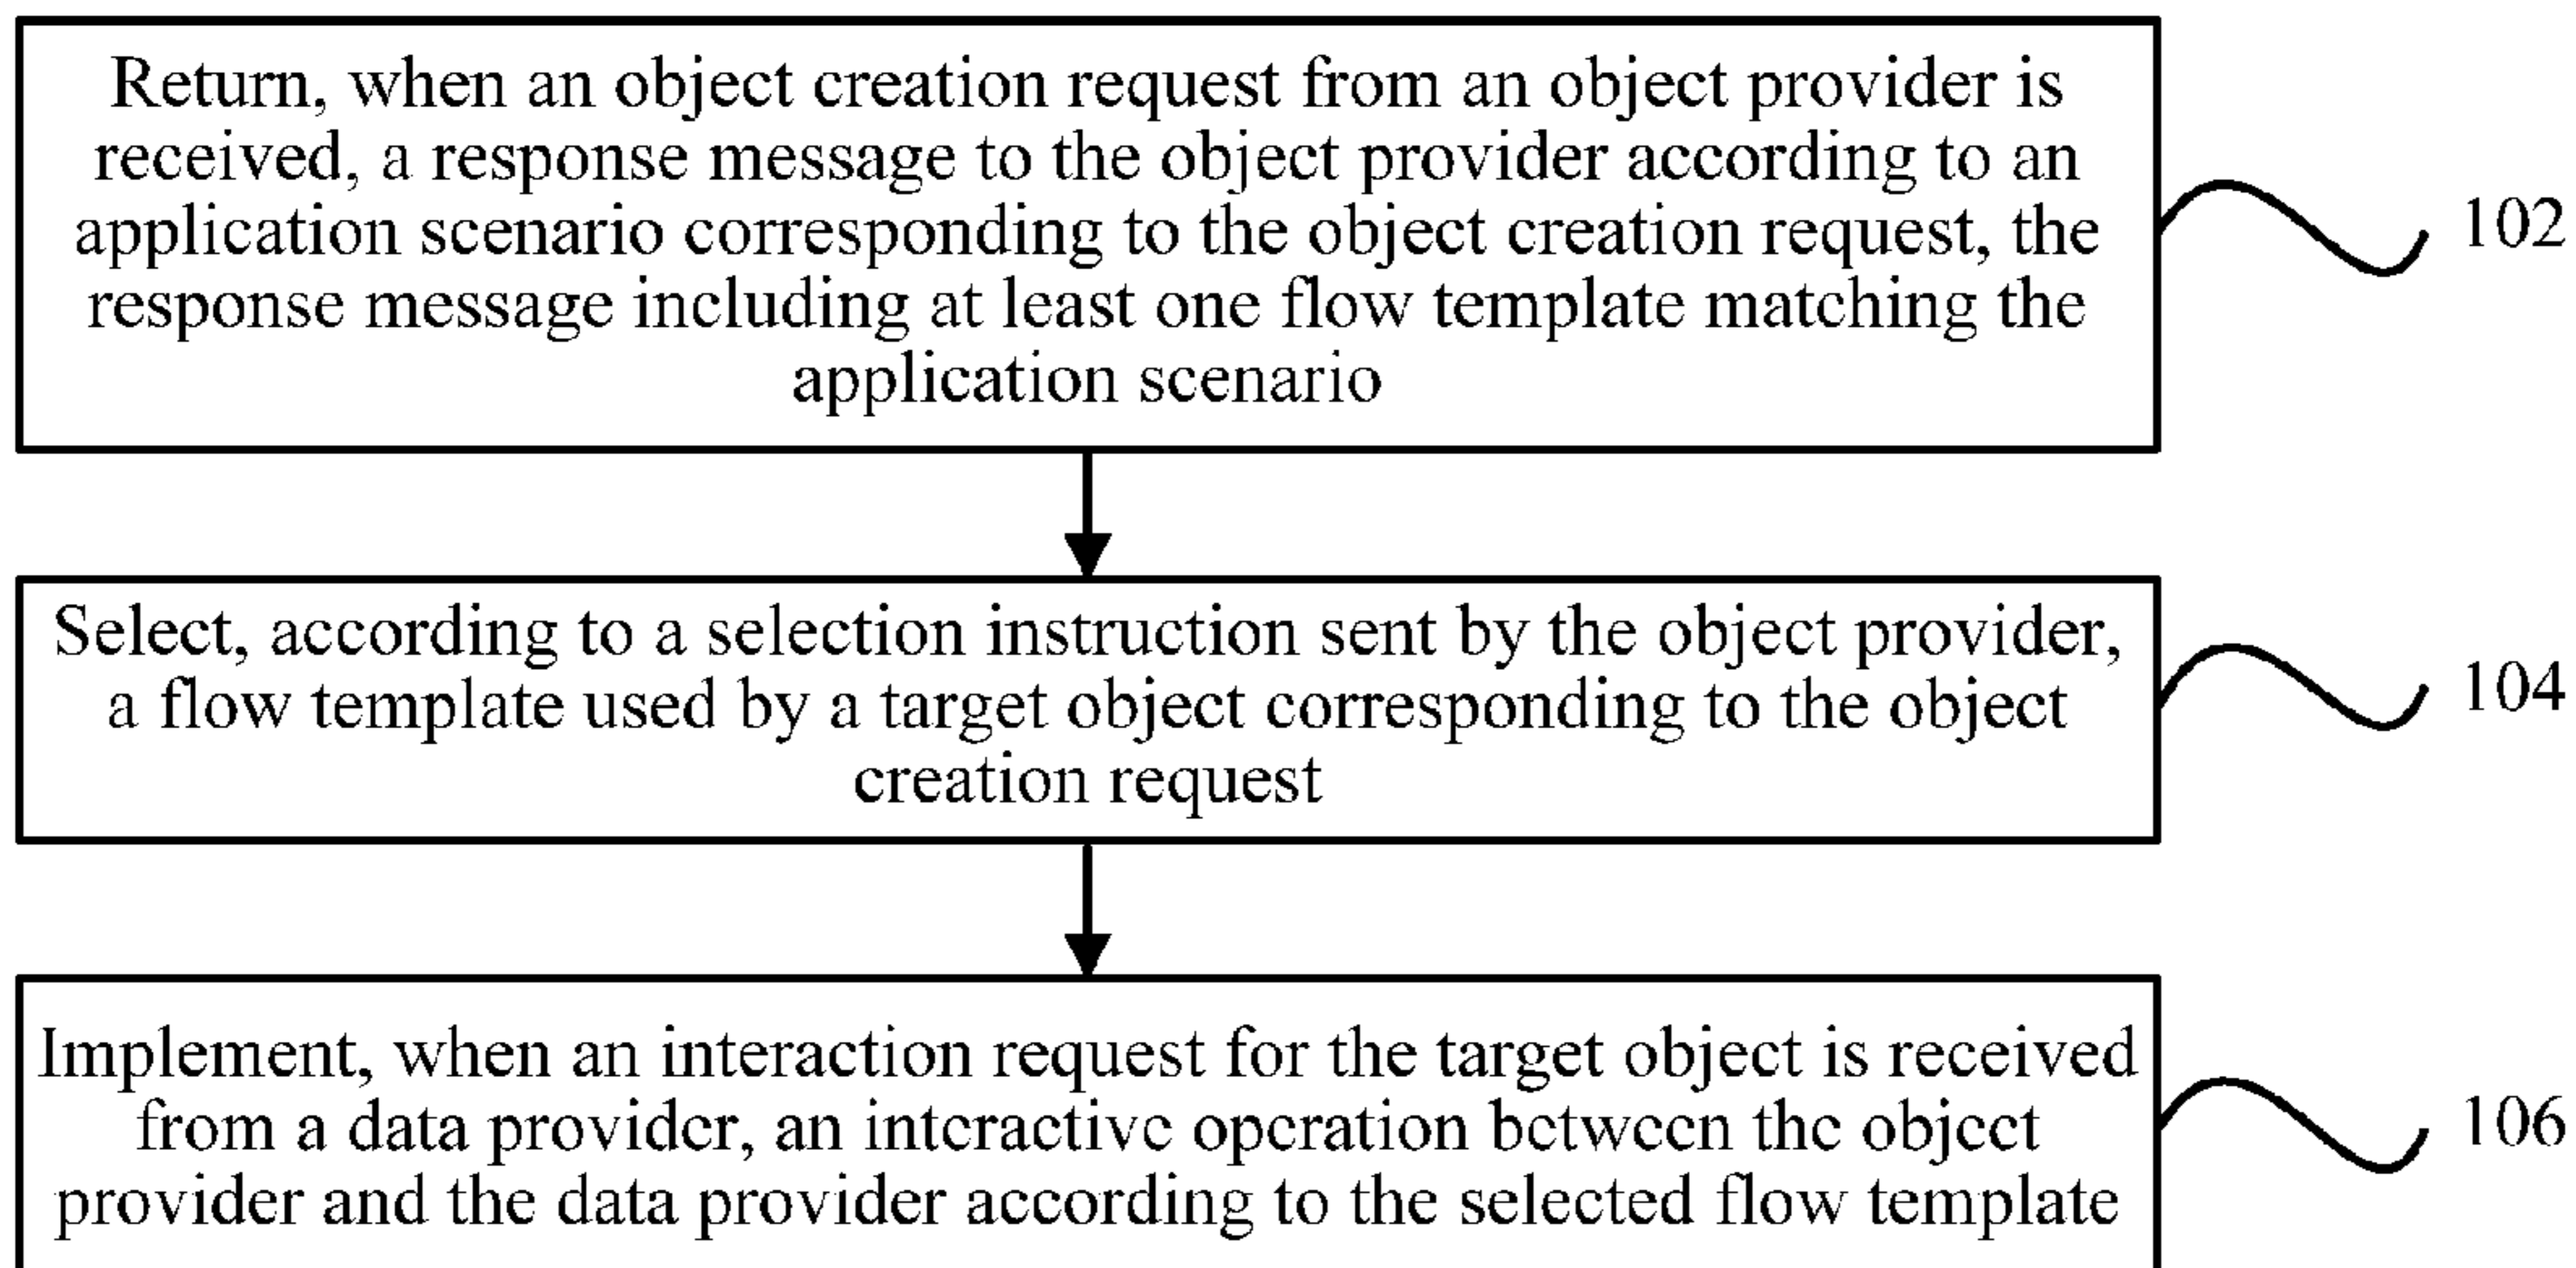 Return, when an object creation request from an object provider is
received, a response message to the object provider according to an
application scenario corresponding to the object creation request, the
response message including at least one flow template matching the
application scenario
102
Select, according to a selection instruction sent by the object provider,
a flow template used by a target object corresponding to the object
creation request
104
Implement, when an interaction request for the target object is received
from a data provider, an interactive operation between the object
provider and the data provider according to the selected flow template
106